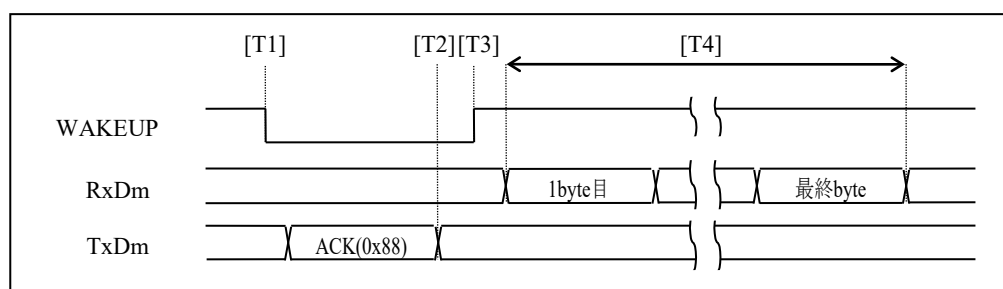 [T1] [T2][T3] [T4]
WAKEUP
RxDm 1byte目 最終byte
TxDm ACK(0x88)